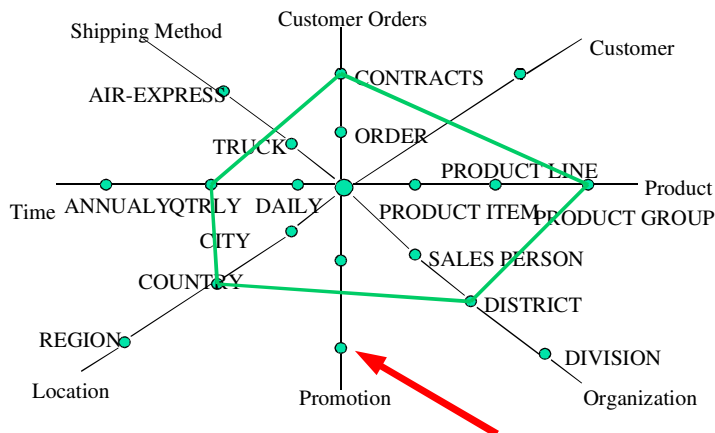 Customer Orders
Shipping Method
Customer
CONTRACTS
AIR-EXPRESS
ORDER
TRUCK
PRODUCT LINE
Product
Time
ANNUALY
QTRLY
DAILY
PRODUCT ITEM
PRODUCT GROUP
CITY
SALES PERSON
COUNTRY
DISTRICT
REGION
DIVISION
Location
Promotion
Organization